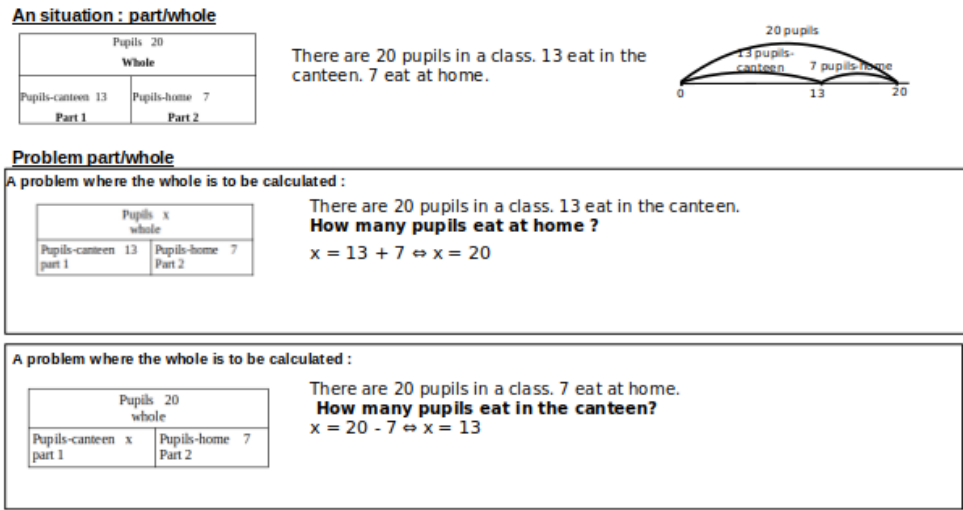 An situation : part/whole
Pupils 20
Whole
Pupils-canteen 13 Pupils-home 7
Part 1 Part 2
There are 20 pupils in a class. 13 eat in the
canteen. 7 eat at home.
20 pupils
13 pupils-
canteen
7 pupils-home
0 13 20
Problem part/whole
A problem where the whole is to be calculated :
Pupils x
whole
Pupils-canteen 13 Pupils-home 7
part 1 Part 2
There are 20 pupils in a class. 13 eat in the canteen.
How many pupils eat at home ?
x = 13 + 7 ⇔ x = 20
A problem where the whole is to be calculated :
Pupils 20
whole
Pupils-canteen x Pupils-home 7
part 1 Part 2
There are 20 pupils in a class. 7 eat at home.
How many pupils eat in the canteen?
x = 20 - 7 ⇔ x = 13